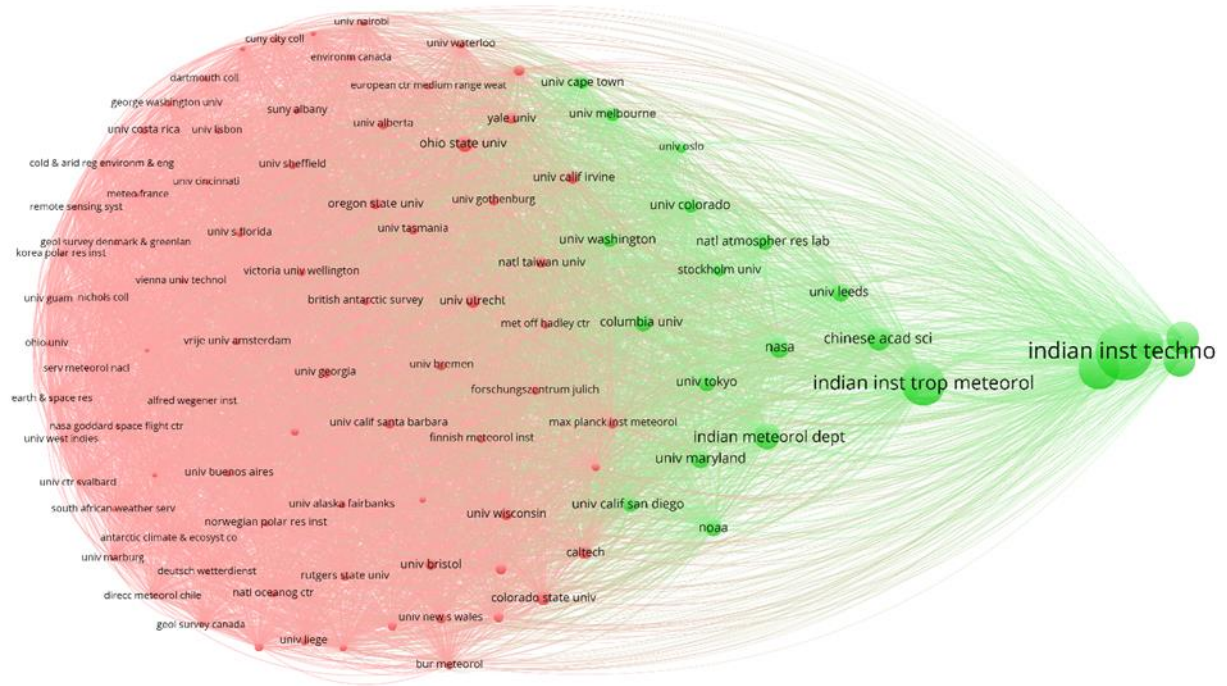 univ nairobi
cuny city coll
univ waterloo
environm canada
dartmouth coll
european ctr medium range weat
univ cape town
george washington univ
suny albany
univ melbourne
yale univ
univ alberta
univ costa rica
univ lisbon
ohio state univ
univ oslo
cold & arid reg environm & eng
univ sheffield
univ calif irvine
univ cincinnati
meteo france
remote sensing syst
oregon state univ
univ gothenburg
univ colorado
univ s florida
univ tasmania
geol survey denmark & greenlan
univ washington
natl atmospher res lab
korea polar res inst
natl taiwan univ
victoria univ wellington
stockholm univ
vienna univ technol
univ guam
nichols coll
british antarctic survey
univ utrecht
univ leeds
met off hadley ctr
columbia univ
chinese acad sci
ohio univ
vrije univ amsterdam
nasa
indian inst techno
serv meteorol nacl
univ georgia
univ bremen
univ tokyo
indian inst trop meteorol
forschungszentrum julich
earth & space res
alfred wegener inst
univ calif santa barbara
max planck inst meteorol
nasa goddard space flight ctr
univ west indies
finnish meteorol inst
indian meteorol dept
univ maryland
univ buenos aires
univ ctr svalbard
univ alaska fairbanks
univ calif san diego
south african weather serv
univ wisconsin
norwegian polar res inst
noaa
antarctic climate & ecosyst co
caltech
univ marburg
univ bristol
deutsch wetterdienst
rutgers state univ
direcc meteorol chile
natl oceanog ctr
colorado state univ
univ new s wales
geol survey canada
univ liege
bur meteorol